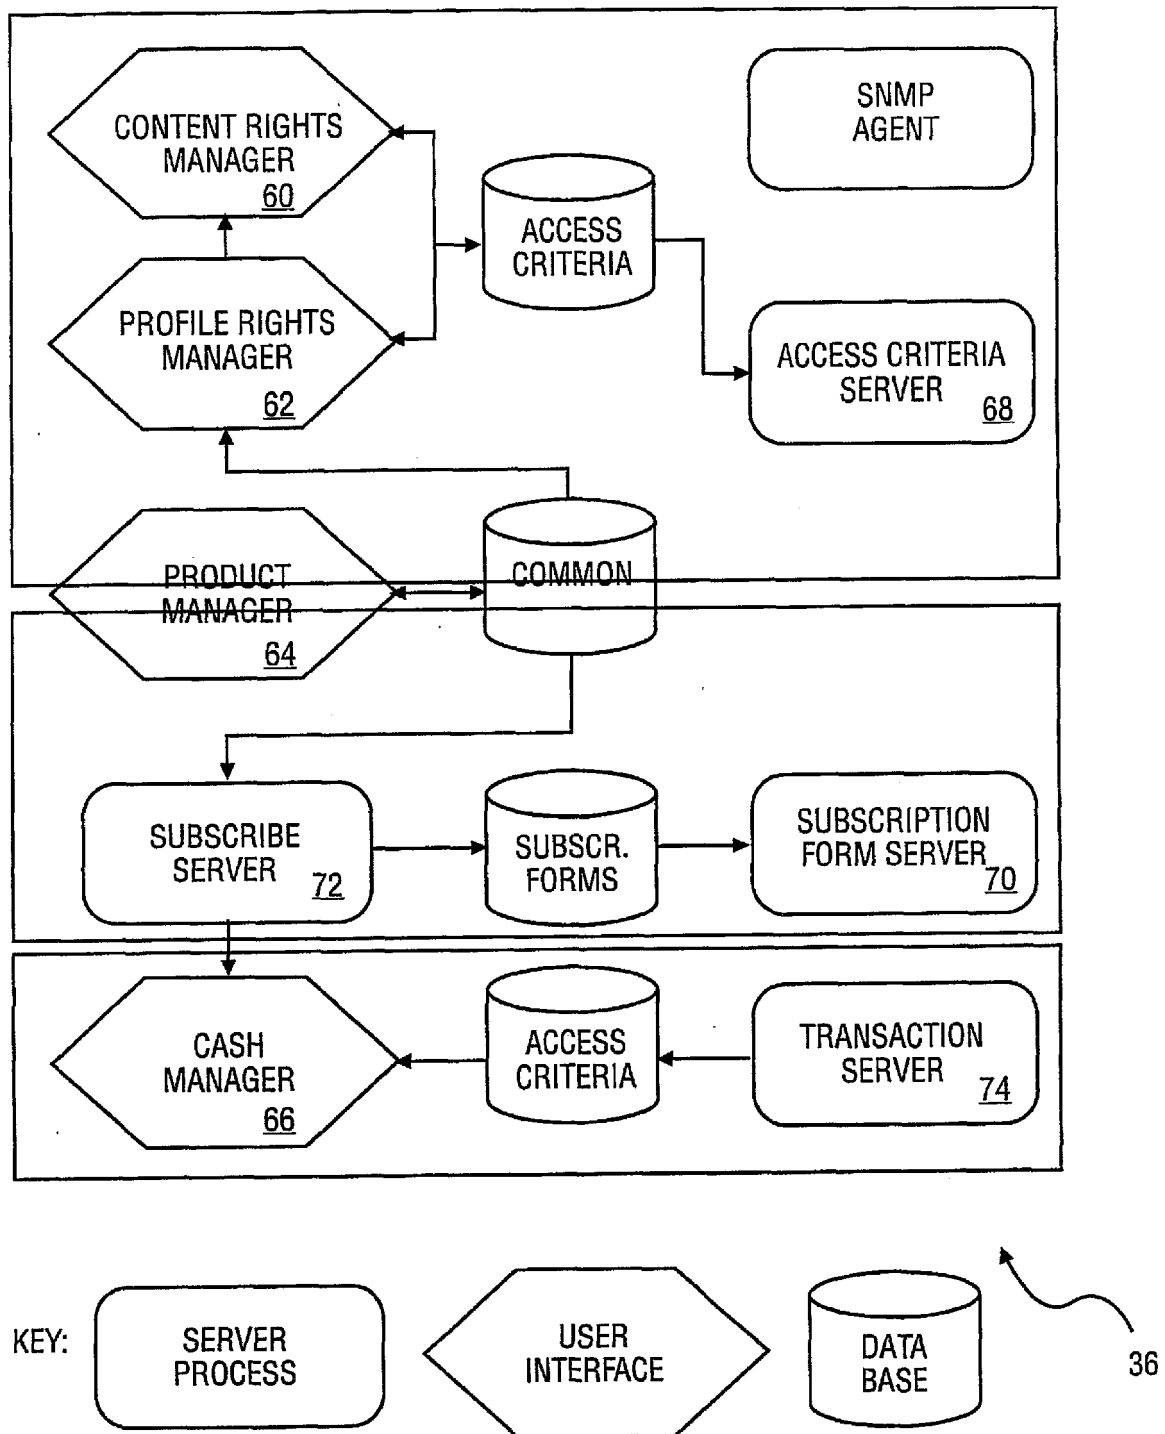 CONTENT RIGHTS
MANAGER
60
SNMP
AGENT
ACCESS
CRITERIA
PROFILE RIGHTS
MANAGER
62
ACCESS CRITERIA
SERVER
68
PRODUCT
MANAGER
64
COMMON
SUBSCRIBE
SERVER
72
SUBSCR.
FORMS
SUBSCRIPTION
FORM SERVER
70
CASH
MANAGER
66
ACCESS
CRITERIA
TRANSACTION
SERVER
74
KEY:
SERVER
PROCESS
USER
INTERFACE
DATA
BASE
36